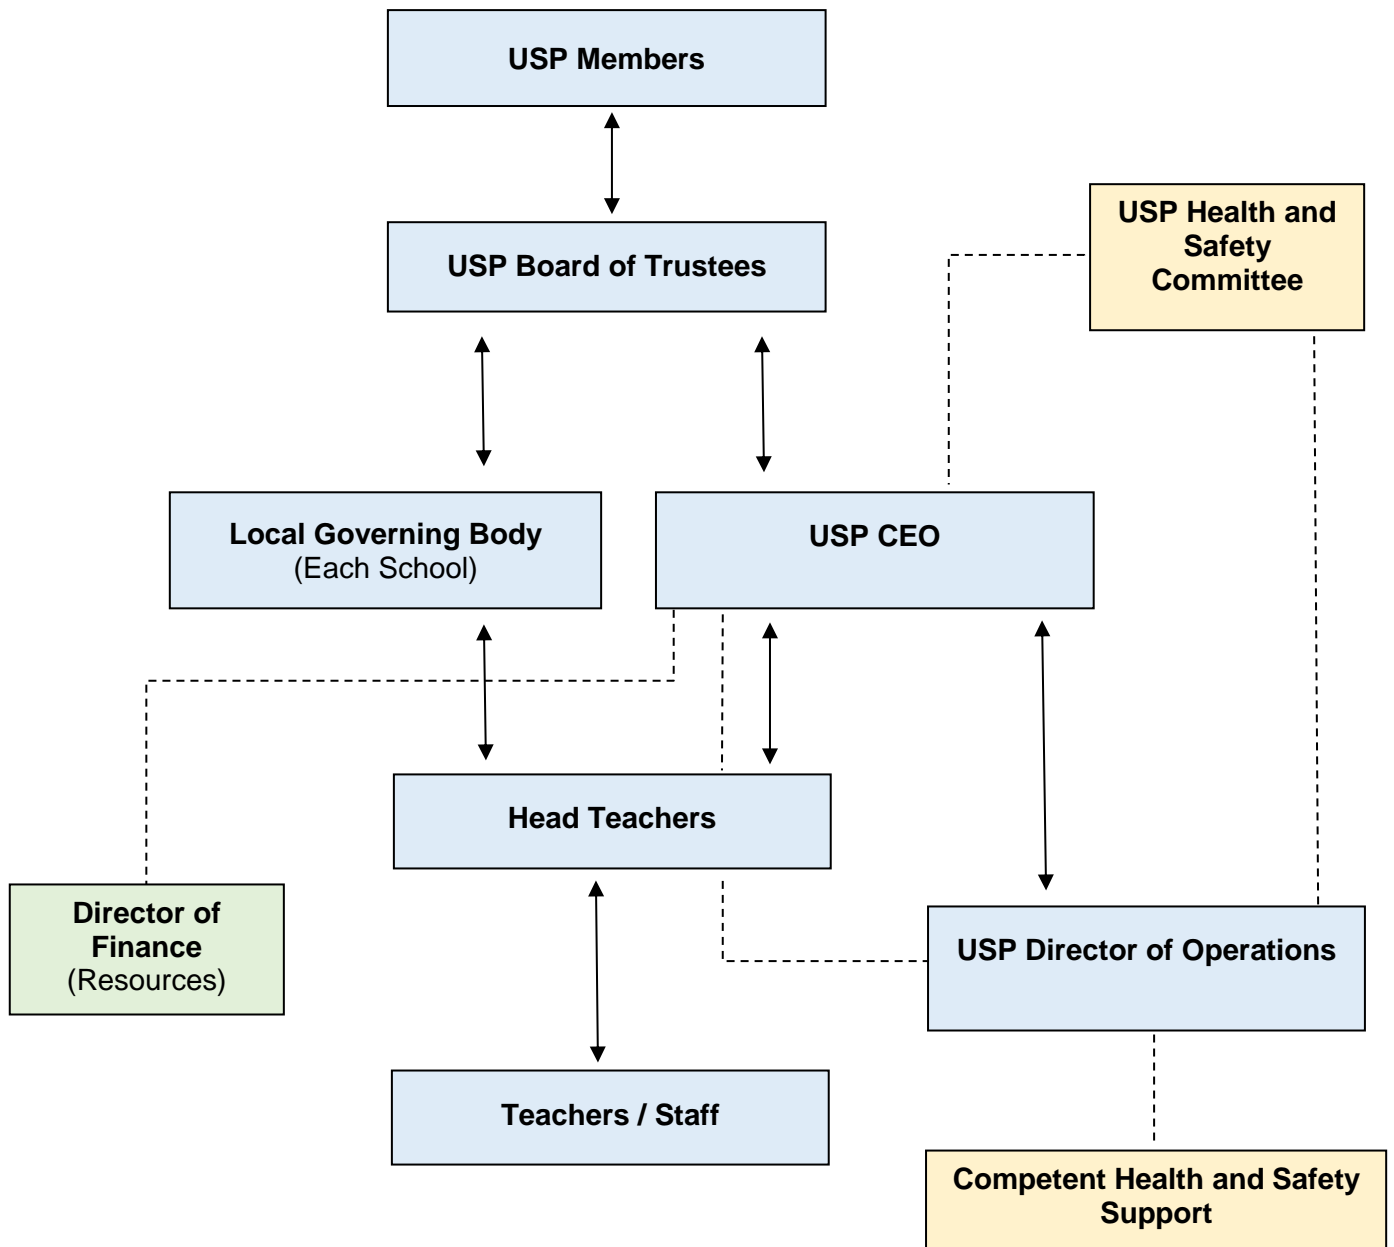 USP Members
USP Health and
Safety
Committee
USP Board of Trustees
Local Governing Body
(Each School)
USP CEO
Head Teachers
Director of
Finance
(Resources)
USP Director of Operations
Teachers / Staff
Competent Health and Safety
Support